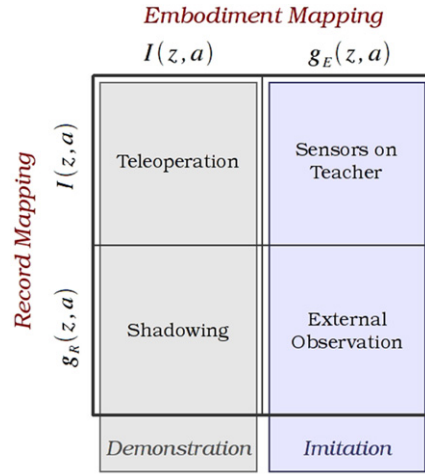 Embodiment Mapping
I(z,a)
g_E(z,a)
Record Mapping
I(z,a)
g_R(z,a)
Teleoperation
Sensors on
Teacher
Shadowing
External
Observation
Demonstration
Imitation